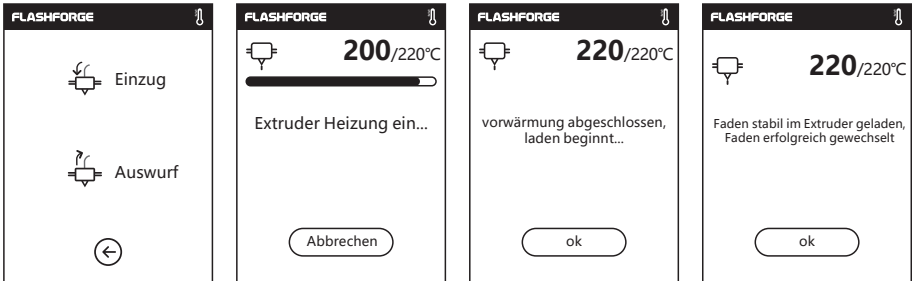 FLASHFORGE
Einzug
Auswurf
FLASHFORGE
200/220℃
Extruder Heizung ein...
Abbrechen
FLASHFORGE
220/220℃
vorwärmung abgeschlossen,
laden beginnt...
ok
FLASHFORGE
220/220℃
Faden stabil im Extruder geladen,
Faden erfolgreich gewechselt
ok